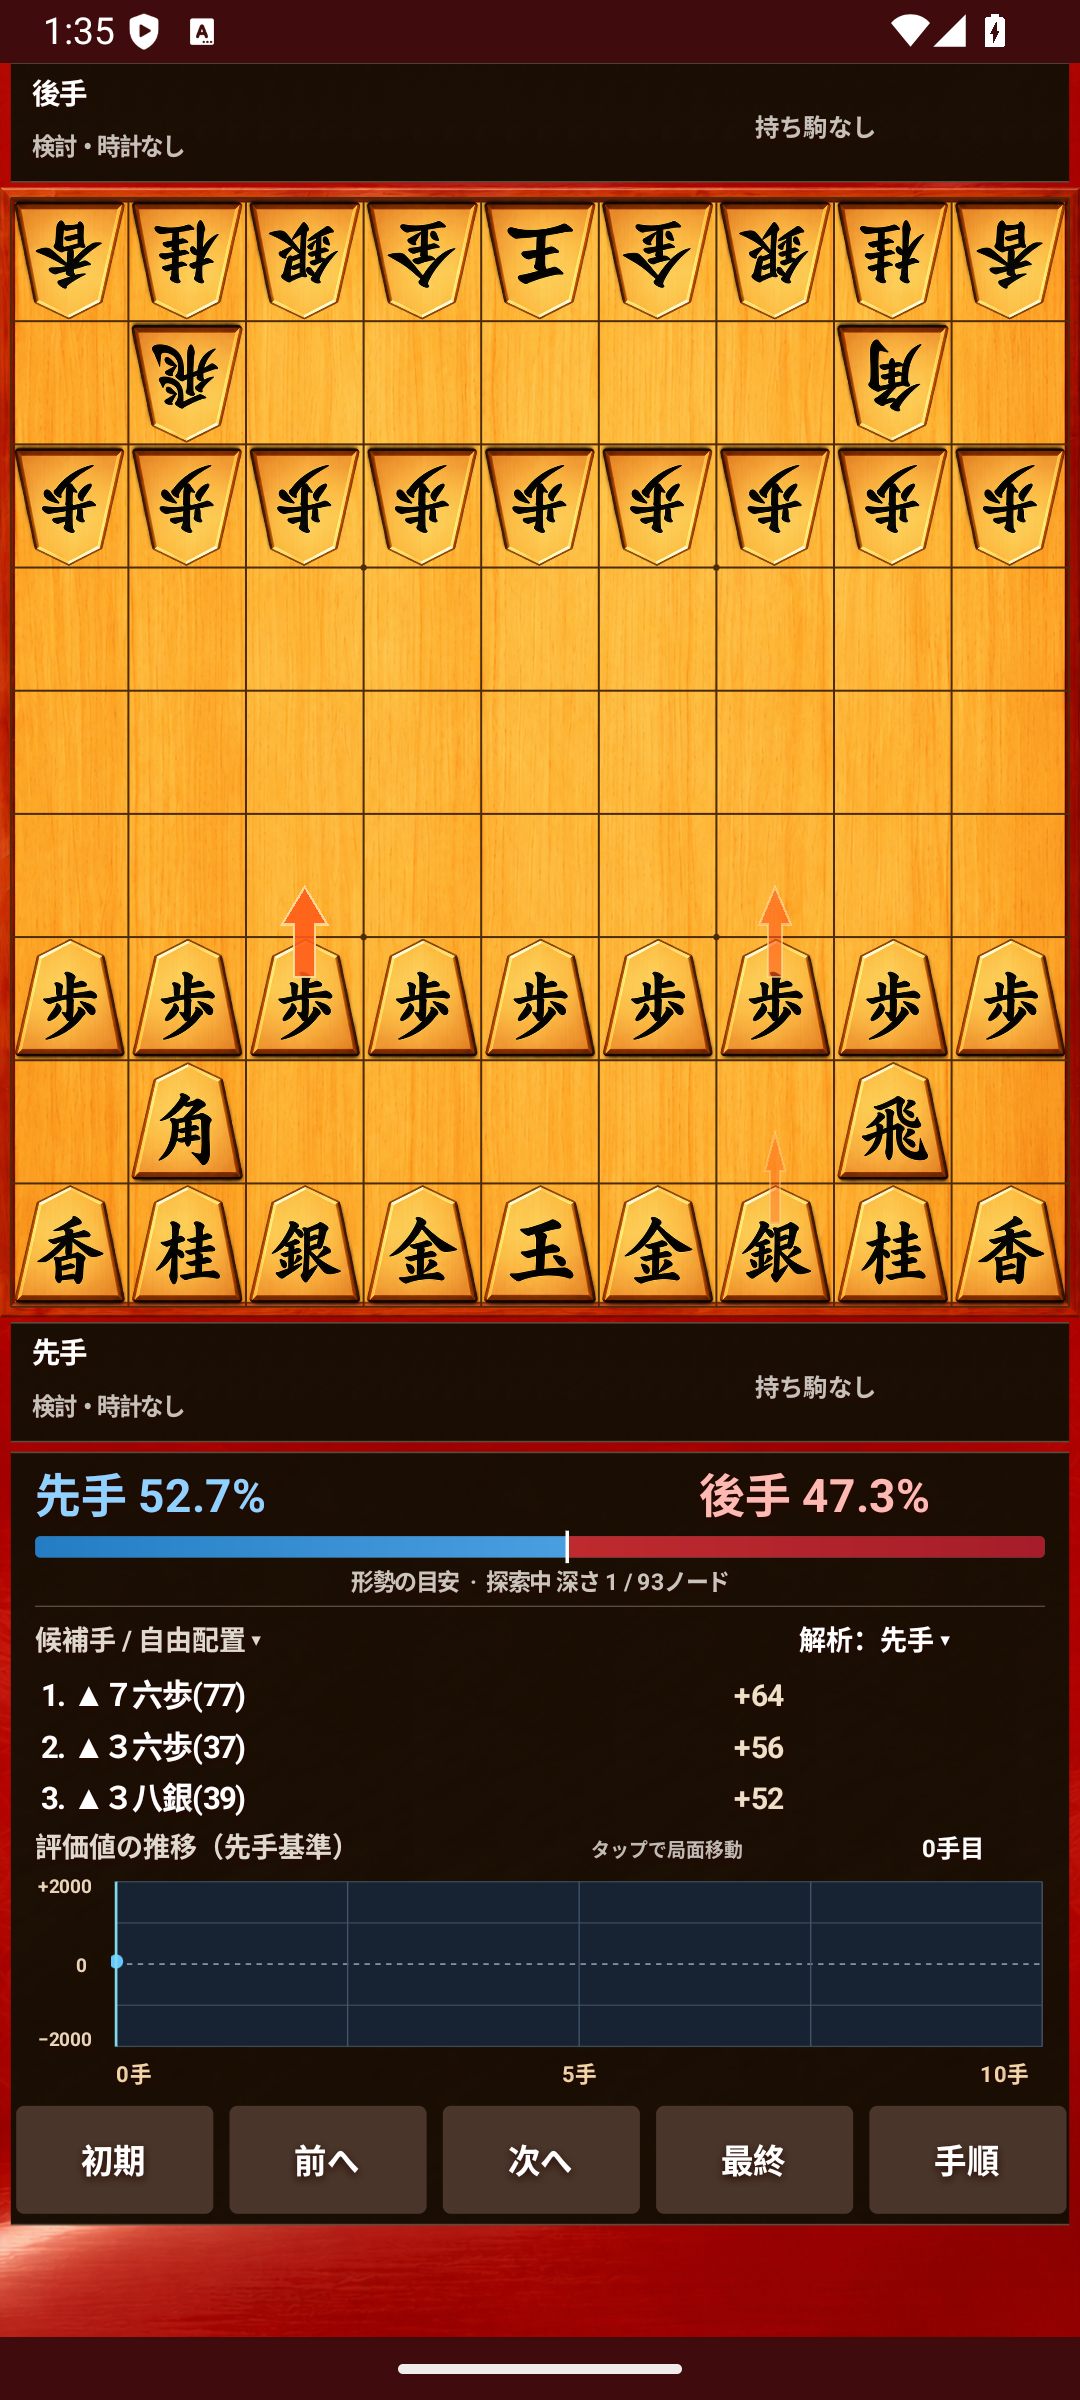 1:35
後手
検討・時計なし
持ち駒なし
香 桂 銀 金 王 金 銀 桂 香
飛 角
歩 歩 歩 歩 歩 歩 歩 歩 歩
歩 歩 歩 歩 歩 歩 歩 歩 歩
角 飛
香 桂 銀 金 玉 金 銀 桂 香
先手
検討・時計なし
持ち駒なし
先手 52.7% 後手 47.3%
形勢の目安 · 探索中 深さ 1 / 93ノード
候補手 / 自由配置 ▾ 解析：先手 ▾
1. ▲７六歩(77) +64
2. ▲３六歩(37) +56
3. ▲３八銀(39) +52
評価値の推移（先手基準） タップで局面移動 0手目
+2000
0
−2000
0手 5手 10手
初期 前へ 次へ 最終 手順